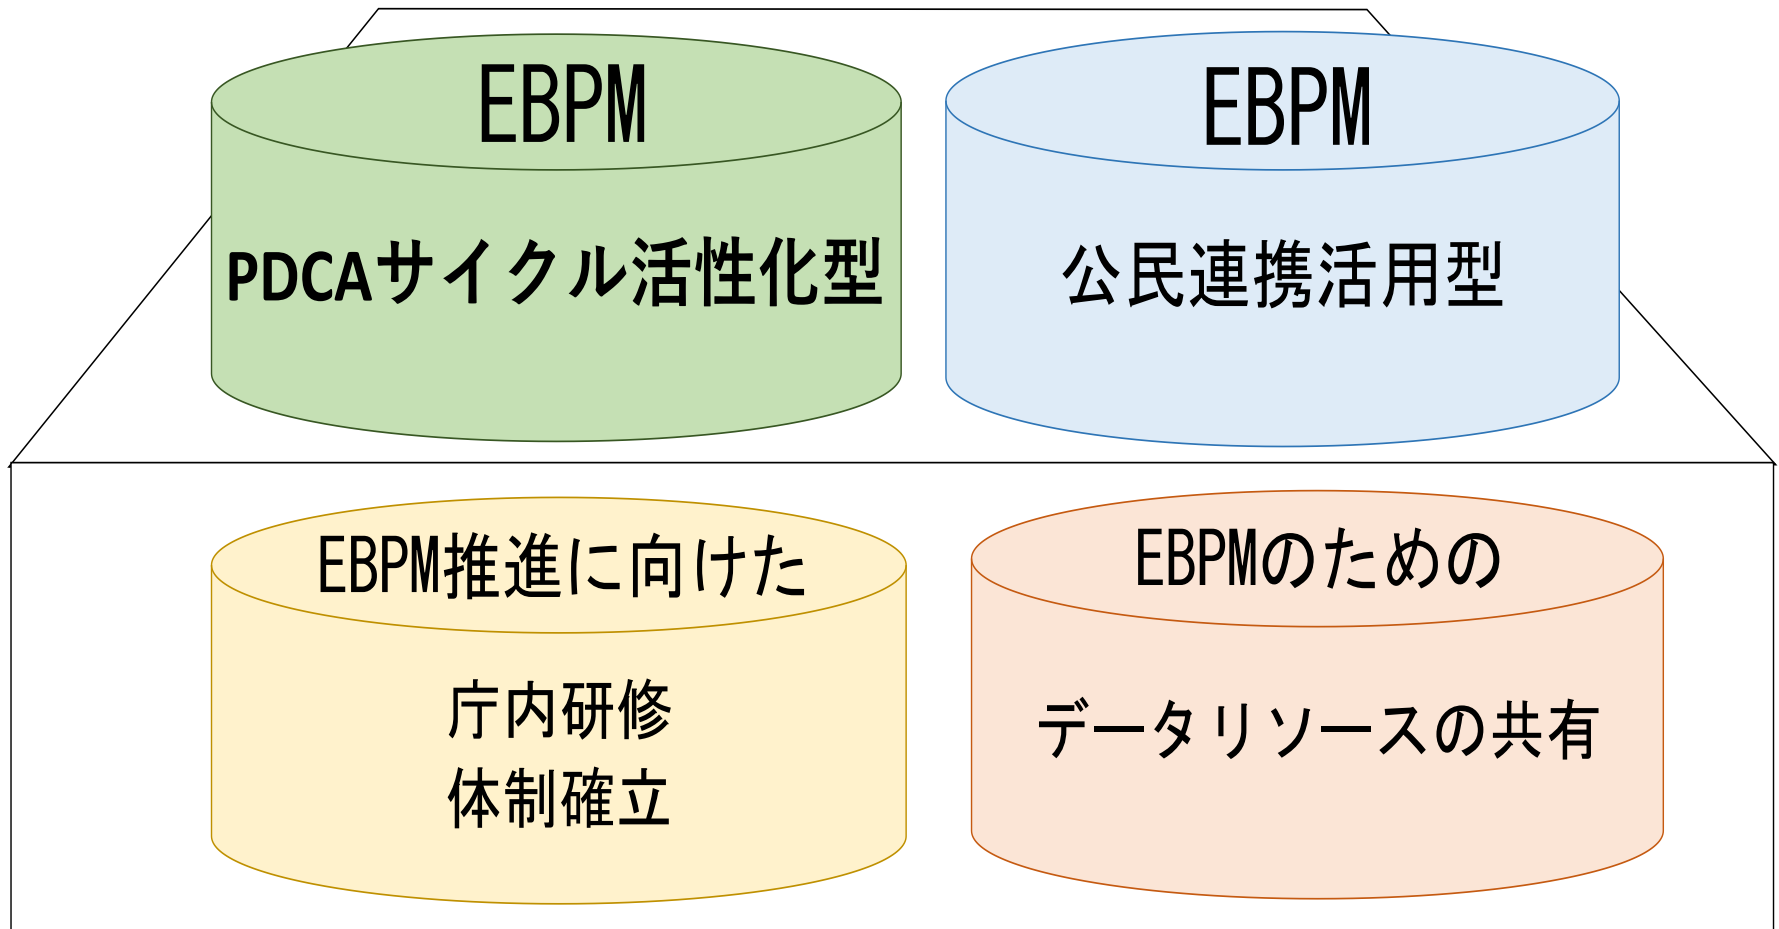 EBPM
PDCAサイクル活性化型
EBPM
公民連携活用型
EBPM推進に向けた
庁内研修
体制確立
EBPMのための
データリソースの共有